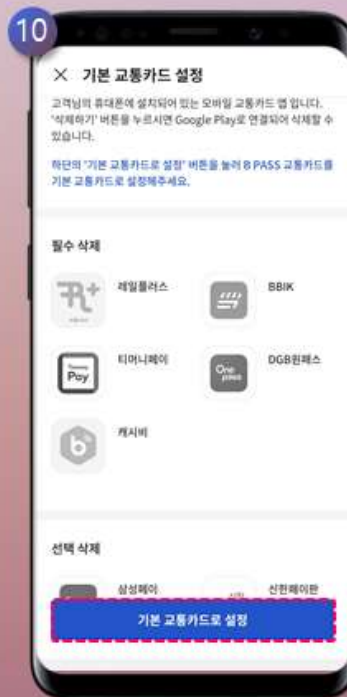 10
기본 교통카드 설정
고객님의 휴대폰에 설치되어 있는 모바일 교통카드 앱 입니다.
'삭제하기' 버튼을 누르시면 Google Play로 연결되어 삭제할 수
있습니다.
하단의 '기본 교통카드로 설정' 버튼을 눌러 B PASS 교통카드를
기본 교통카드로 설정해주세요.
필수 삭제
레일플러스
BBIK
티머니페이
Pay
DGB원패스
One pass
캐시비
선택 삭제
삼성페이
신한페이판
기본 교통카드로 설정